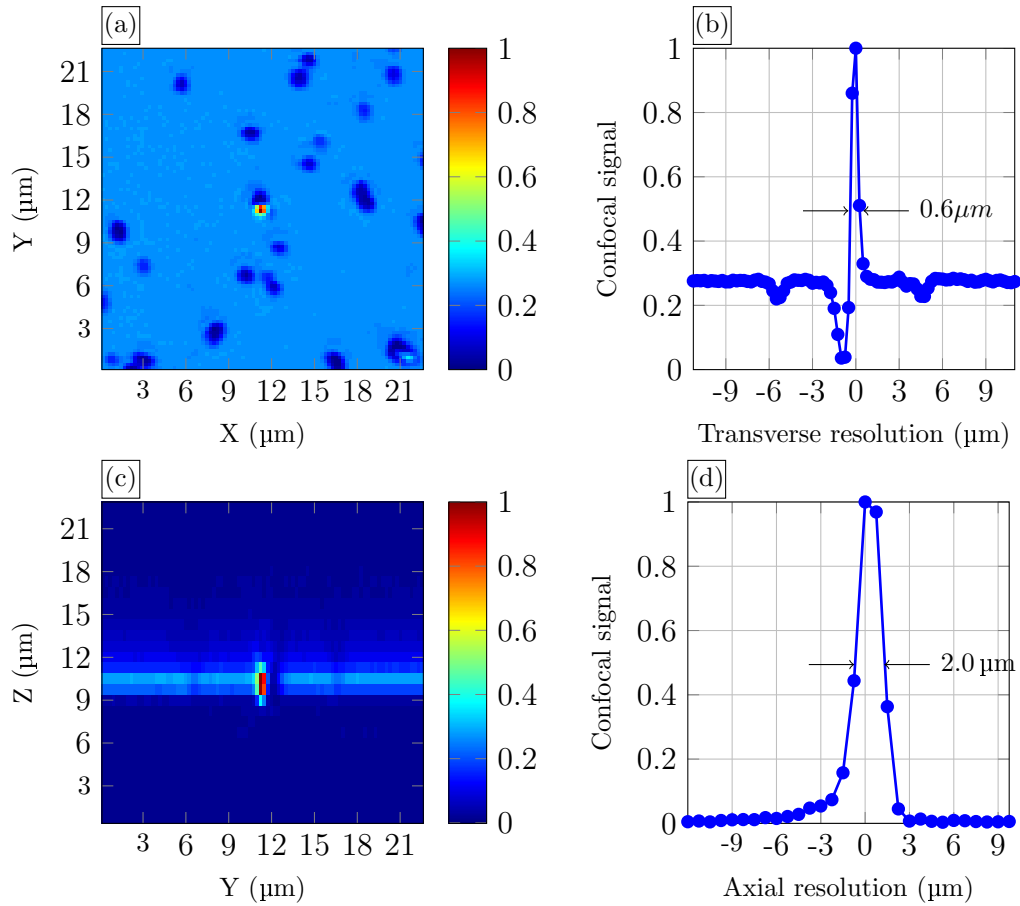 (a)
Y (µm)
21
18
15
12
9
6
3
3 6 9 12 15 18 21
X (µm)
1
0.8
0.6
0.4
0.2
0
(b)
Confocal signal
1
0.8
0.6
0.4
0.2
0
0.6µm
-9 -6 -3 0 3 6 9
Transverse resolution (µm)
(c)
Z (µm)
21
18
15
12
9
6
3
3 6 9 12 15 18 21
Y (µm)
1
0.8
0.6
0.4
0.2
0
(d)
Confocal signal
1
0.8
0.6
0.4
0.2
0
2.0 µm
-9 -6 -3 0 3 6 9
Axial resolution (µm)